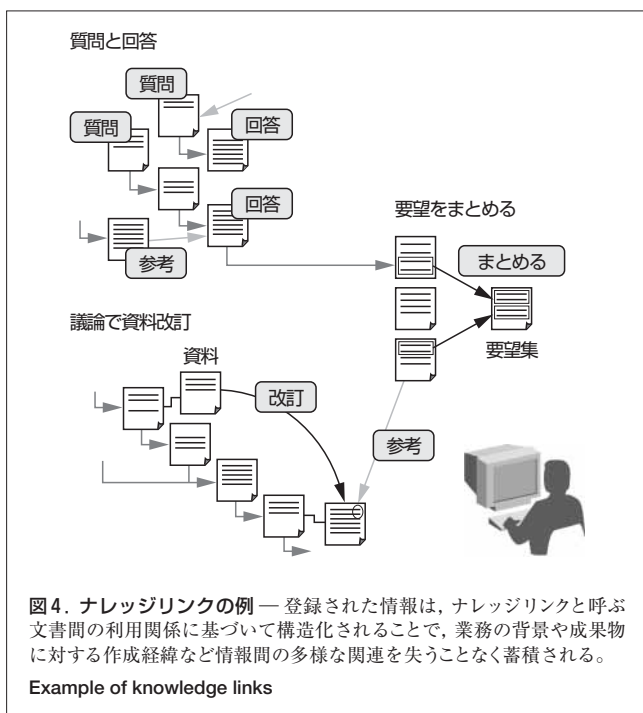 質問と回答
質問
質問
回答
回答
参考
要望をまとめる
まとめる
要望集
議論で資料改訂
資料
改訂
参考
図4. ナレッジリンクの例 — 登録された情報は，ナレッジリンクと呼ぶ
文書間の利用関係に基づいて構造化されることで，業務の背景や成果物
に対する作成経緯など情報間の多様な関連を失うことなく蓄積される。
Example of knowledge links